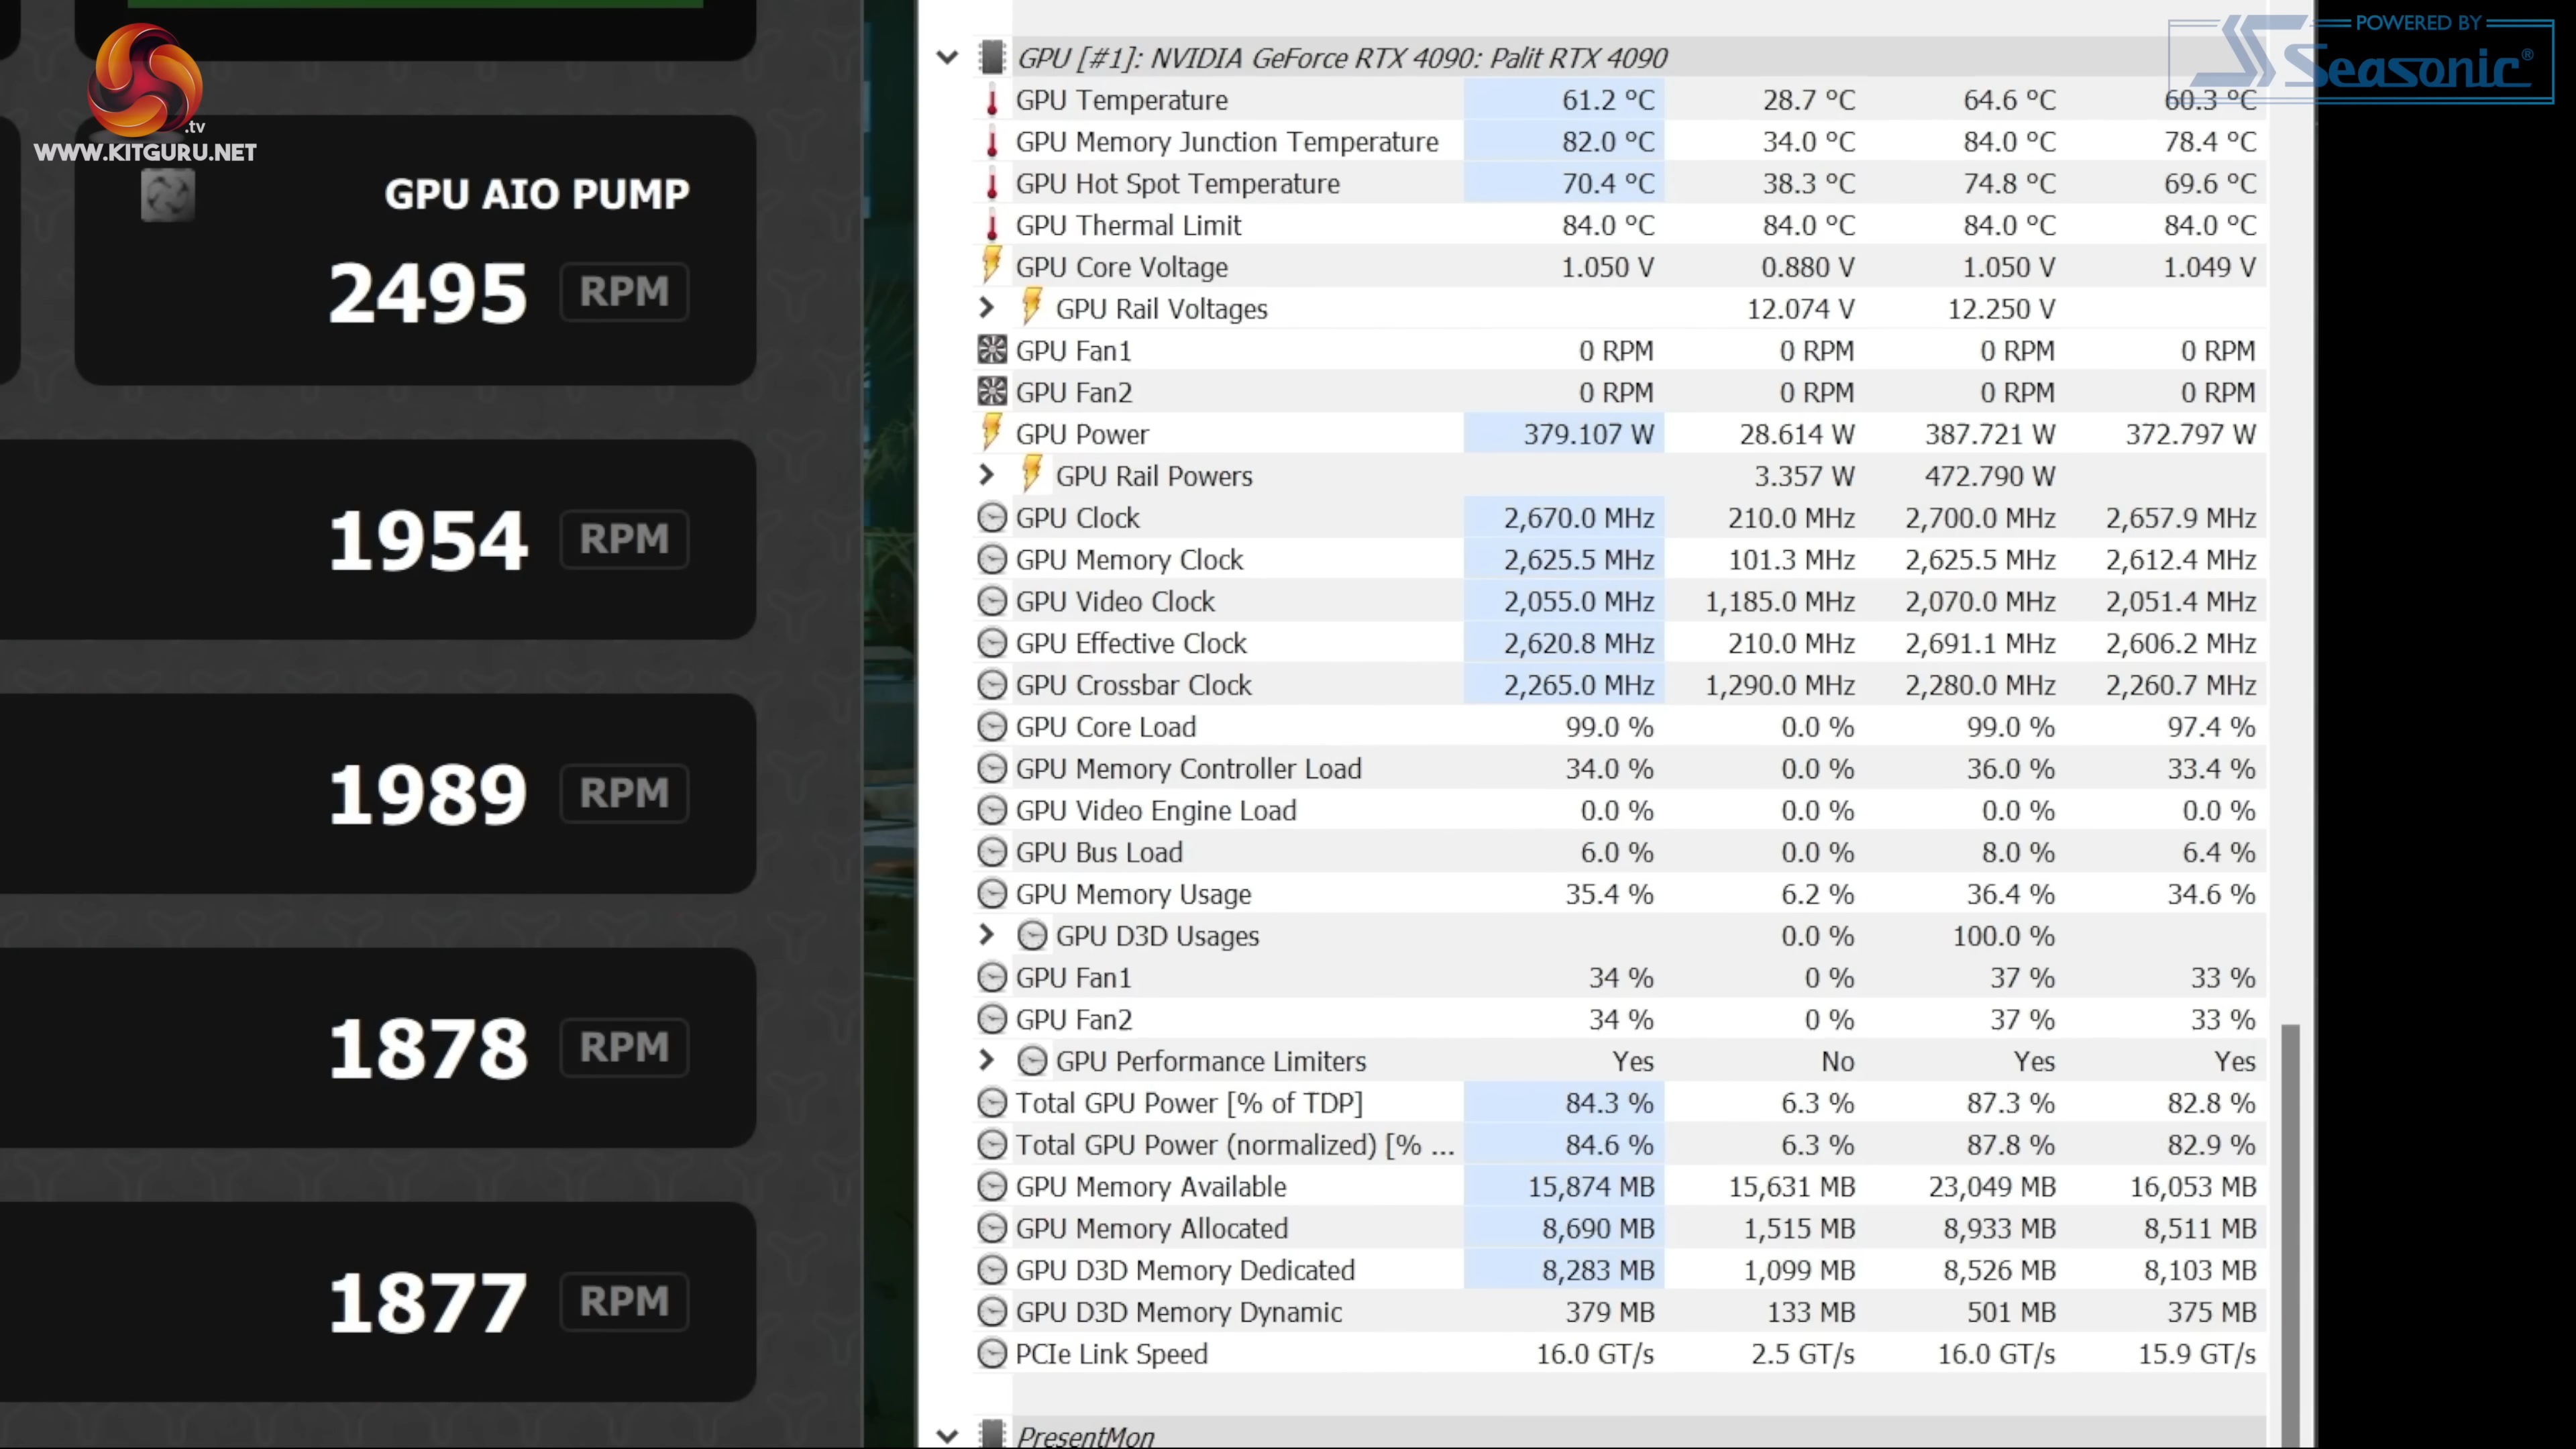 .tv
WWW.KITGURU.NET
GPU AIO PUMP
2495 RPM
1954 RPM
1989 RPM
1878 RPM
1877 RPM
POWERED BY
Seasonic®
GPU [#1]: NVIDIA GeForce RTX 4090: Palit RTX 4090
GPU Temperature 61.2 °C 28.7 °C 64.6 °C 60.3 °C
GPU Memory Junction Temperature 82.0 °C 34.0 °C 84.0 °C 78.4 °C
GPU Hot Spot Temperature 70.4 °C 38.3 °C 74.8 °C 69.6 °C
GPU Thermal Limit 84.0 °C 84.0 °C 84.0 °C 84.0 °C
GPU Core Voltage 1.050 V 0.880 V 1.050 V 1.049 V
GPU Rail Voltages 12.074 V 12.250 V
GPU Fan1 0 RPM 0 RPM 0 RPM 0 RPM
GPU Fan2 0 RPM 0 RPM 0 RPM 0 RPM
GPU Power 379.107 W 28.614 W 387.721 W 372.797 W
GPU Rail Powers 3.357 W 472.790 W
GPU Clock 2,670.0 MHz 210.0 MHz 2,700.0 MHz 2,657.9 MHz
GPU Memory Clock 2,625.5 MHz 101.3 MHz 2,625.5 MHz 2,612.4 MHz
GPU Video Clock 2,055.0 MHz 1,185.0 MHz 2,070.0 MHz 2,051.4 MHz
GPU Effective Clock 2,620.8 MHz 210.0 MHz 2,691.1 MHz 2,606.2 MHz
GPU Crossbar Clock 2,265.0 MHz 1,290.0 MHz 2,280.0 MHz 2,260.7 MHz
GPU Core Load 99.0 % 0.0 % 99.0 % 97.4 %
GPU Memory Controller Load 34.0 % 0.0 % 36.0 % 33.4 %
GPU Video Engine Load 0.0 % 0.0 % 0.0 % 0.0 %
GPU Bus Load 6.0 % 0.0 % 8.0 % 6.4 %
GPU Memory Usage 35.4 % 6.2 % 36.4 % 34.6 %
GPU D3D Usages 0.0 % 100.0 %
GPU Fan1 34 % 0 % 37 % 33 %
GPU Fan2 34 % 0 % 37 % 33 %
GPU Performance Limiters Yes No Yes Yes
Total GPU Power [% of TDP] 84.3 % 6.3 % 87.3 % 82.8 %
Total GPU Power (normalized) [% ... 84.6 % 6.3 % 87.8 % 82.9 %
GPU Memory Available 15,874 MB 15,631 MB 23,049 MB 16,053 MB
GPU Memory Allocated 8,690 MB 1,515 MB 8,933 MB 8,511 MB
GPU D3D Memory Dedicated 8,283 MB 1,099 MB 8,526 MB 8,103 MB
GPU D3D Memory Dynamic 379 MB 133 MB 501 MB 375 MB
PCIe Link Speed 16.0 GT/s 2.5 GT/s 16.0 GT/s 15.9 GT/s
PresentMon